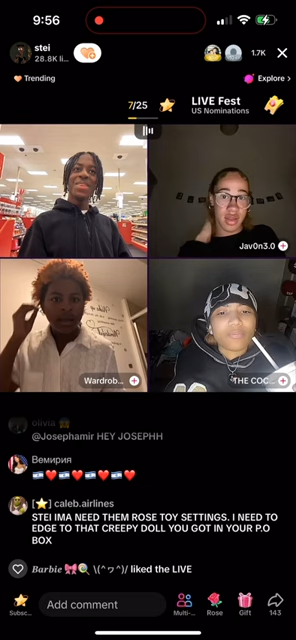 9:56
stei
28.8K li...
1.7K
Trending
Explore >
7/25
LIVE Fest
US Nominations
Jav0n3.0
Wardrob...
THE COC...
olivia
@Josephamir HEY JOSEPHH
Вемирия
[⭐] caleb.airlines
STEI IMA NEED THEM ROSE TOY SETTINGS. I NEED TO
EDGE TO THAT CREEPY DOLL YOU GOT IN YOUR P.O
BOX
Barbie 🎀🍭 \(^ヮ^)/ liked the LIVE
Subsc...
Add comment
Multi-...
Rose
Gift
143